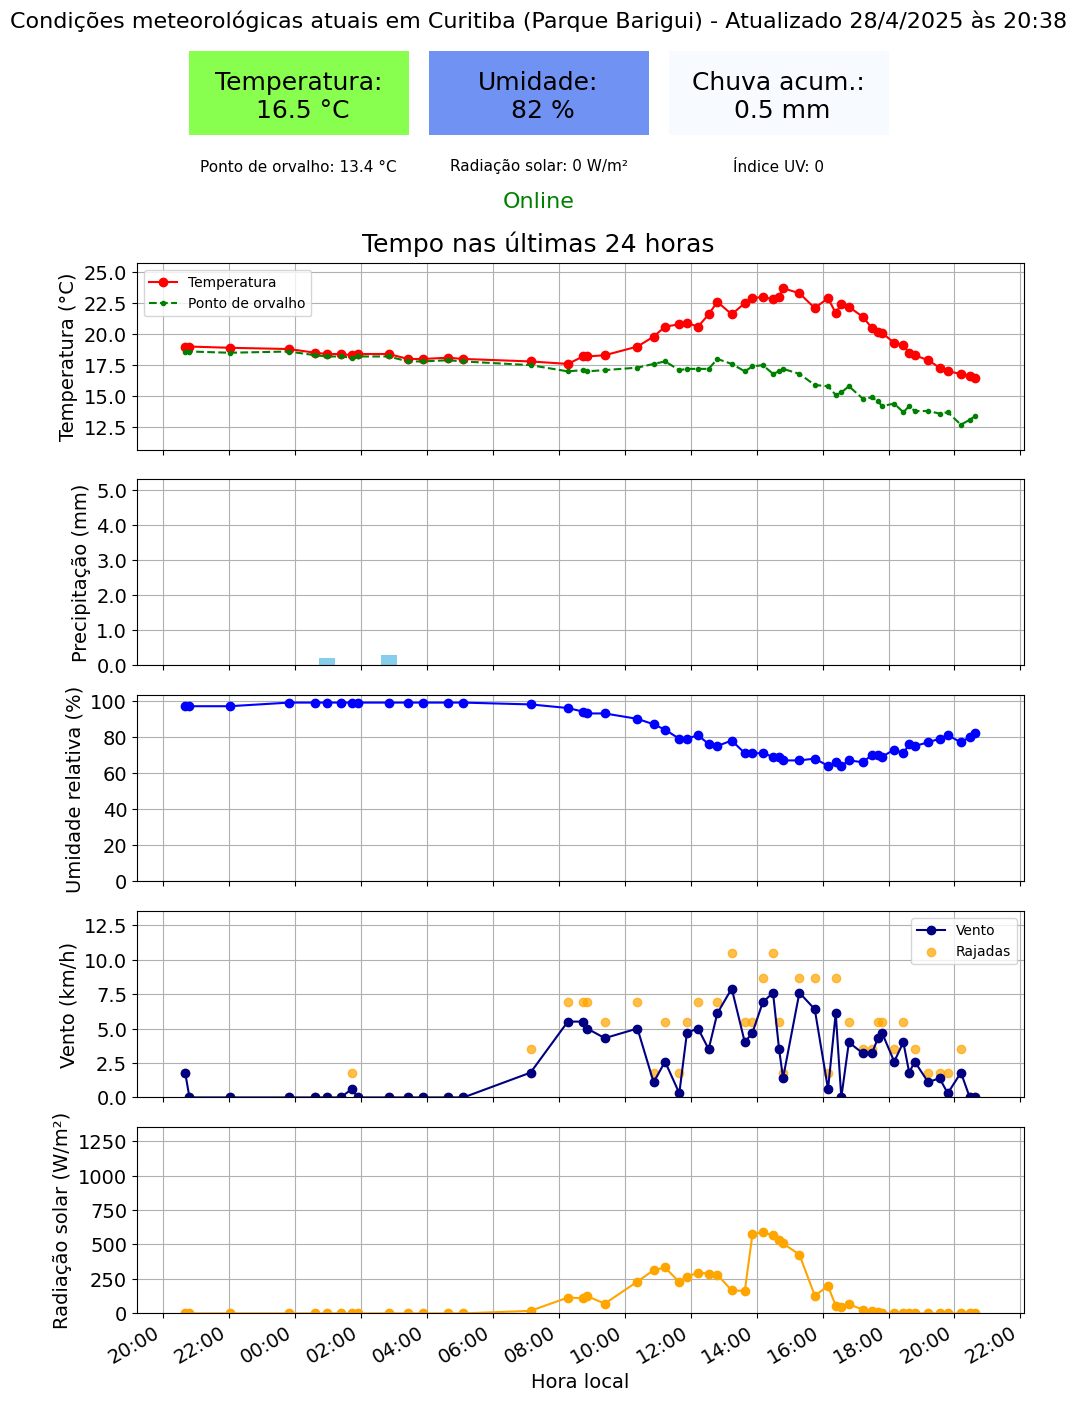 Condições meteorológicas atuais em Curitiba (Parque Barigui) - Atualizado 28/4/2025 às 20:38
Temperatura:
16.5 °C
Umidade:
82 %
Chuva acum.:
0.5 mm
Ponto de orvalho: 13.4 °C
Radiação solar: 0 W/m²
Índice UV: 0
Online
Tempo nas últimas 24 horas
Temperatura (°C)
25.0
22.5
20.0
17.5
15.0
12.5
Temperatura
Ponto de orvalho
Precipitação (mm)
5.0
4.0
3.0
2.0
1.0
0.0
Umidade relativa (%)
100
80
60
40
20
0
Vento (km/h)
12.5
10.0
7.5
5.0
2.5
0.0
Vento
Rajadas
Radiação solar (W/m²)
1250
1000
750
500
250
0
20:00
22:00
00:00
02:00
04:00
06:00
08:00
10:00
12:00
14:00
16:00
18:00
20:00
22:00
Hora local